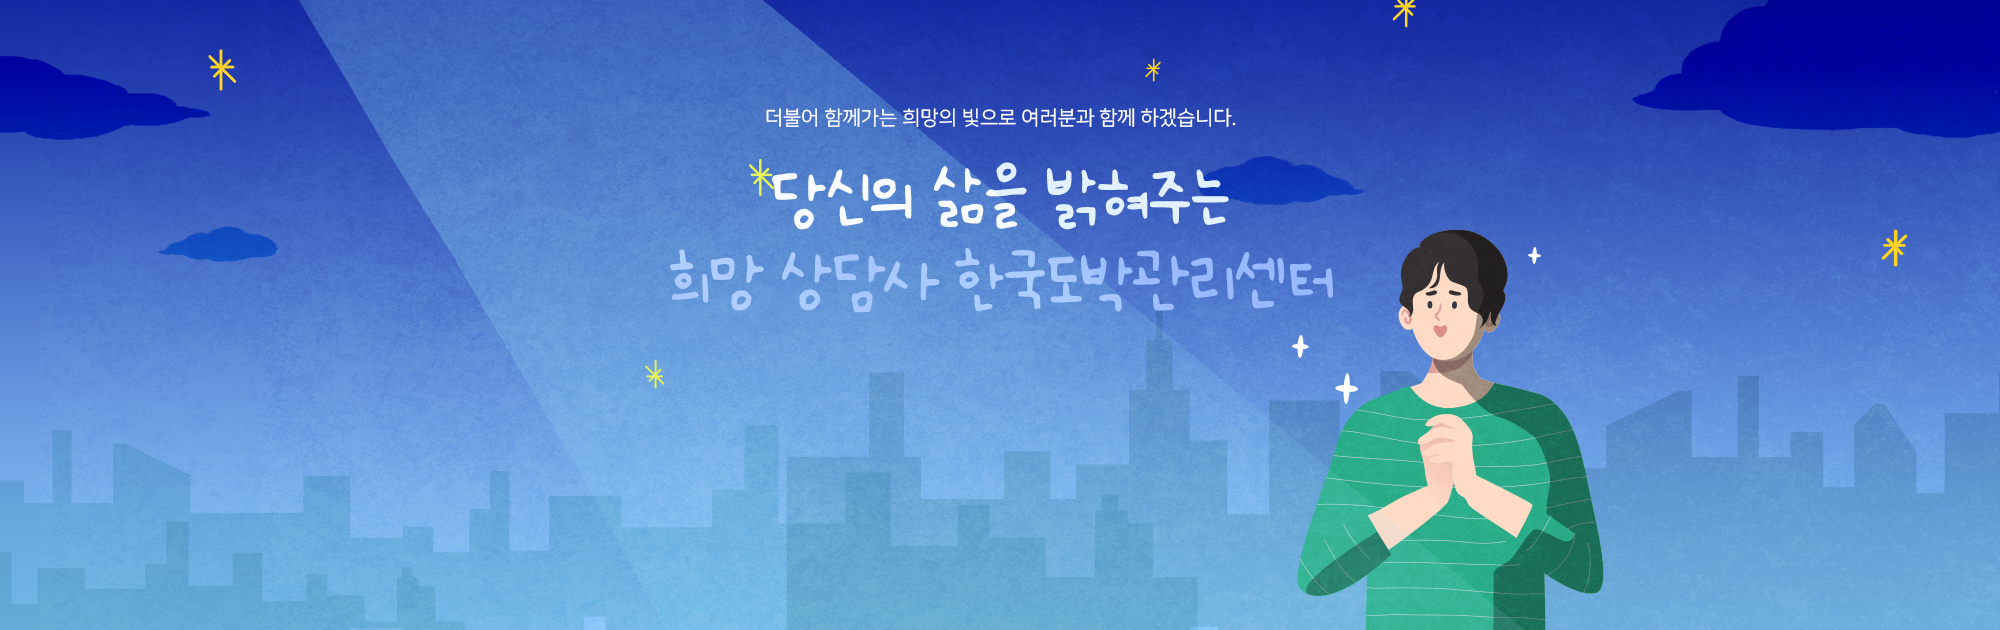 더불어 함께가는 희망의 빛으로 여러분과 함께 하겠습니다.
당신의 삶을 밝혀주는
희망 상담사 한국도박관리센터